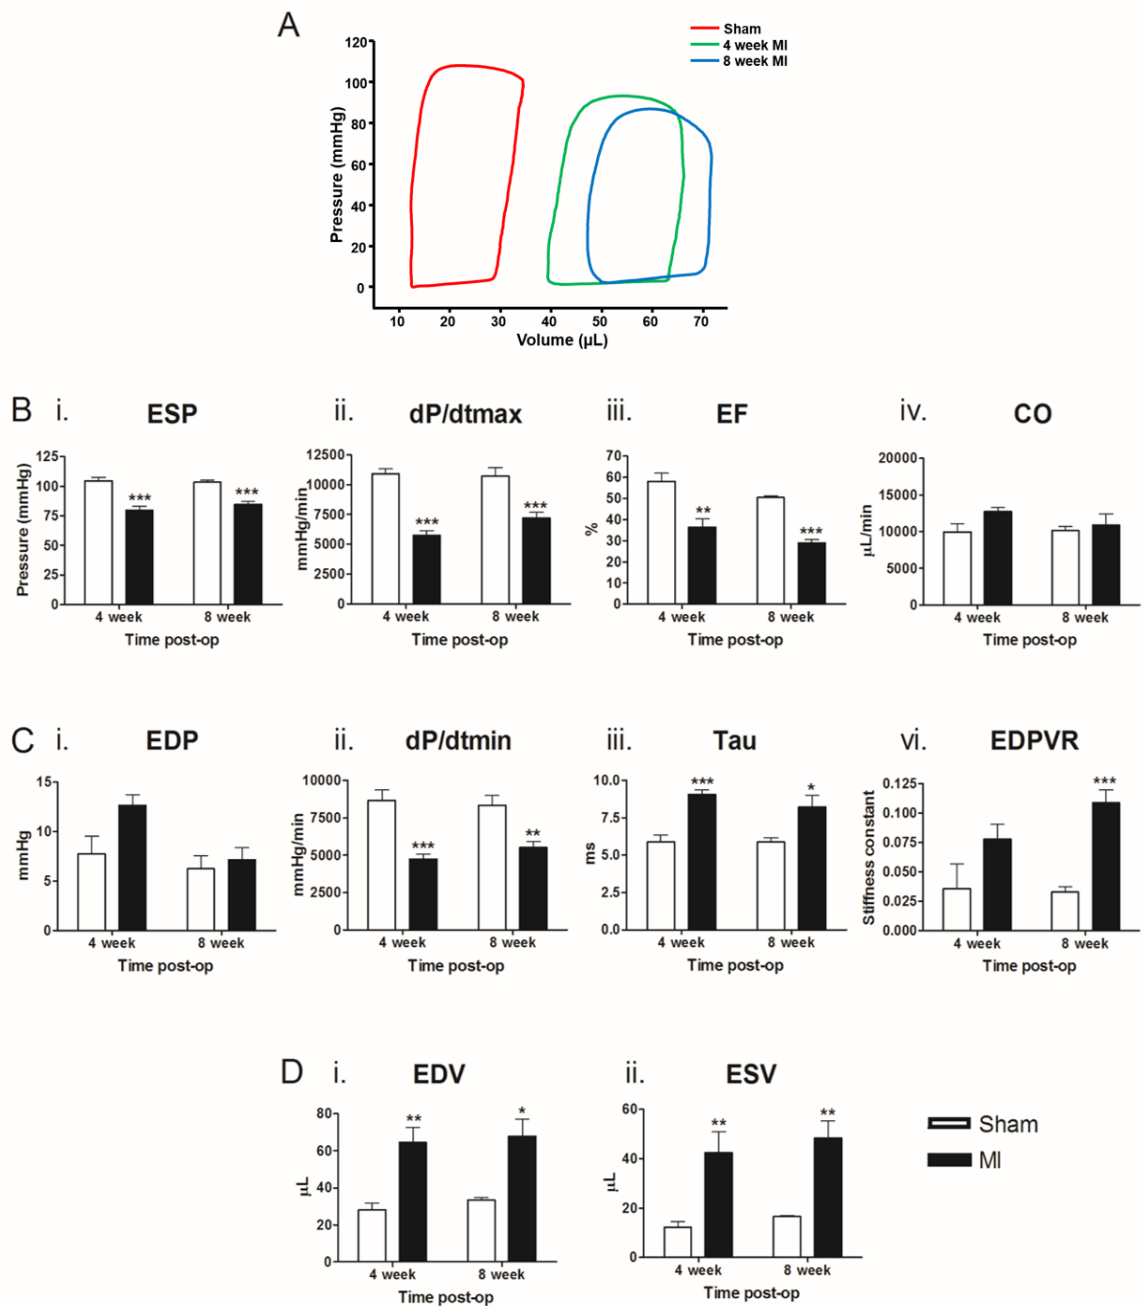 A
Sham
4 week MI
8 week MI
120
100
80
60
40
20
0
Pressure (mmHg)
10 20 30 40 50 60 70
Volume (µL)
B i. ESP ii. dP/dtmax iii. EF iv. CO
125
100
75
50
25
0
Pressure (mmHg)
*** ***
4 week 8 week
Time post-op
12500
10000
7500
5000
2500
0
mmHg/min
*** ***
4 week 8 week
Time post-op
70
60
50
40
30
20
10
0
%
** ***
4 week 8 week
Time post-op
20000
15000
10000
5000
0
µL/min
4 week 8 week
Time post-op
C i. EDP ii. dP/dtmin iii. Tau vi. EDPVR
15
10
5
0
mmHg
4 week 8 week
Time post-op
10000
7500
5000
2500
0
mmHg/min
*** **
4 week 8 week
Time post-op
10.0
7.5
5.0
2.5
0.0
ms
*** *
4 week 8 week
Time post-op
0.125
0.100
0.075
0.050
0.025
0.000
Stiffness constant
***
4 week 8 week
Time post-op
D i. EDV ii. ESV
80
60
40
20
0
µL
** *
4 week 8 week
Time post-op
60
40
20
0
µL
** **
4 week 8 week
Time post-op
Sham
MI